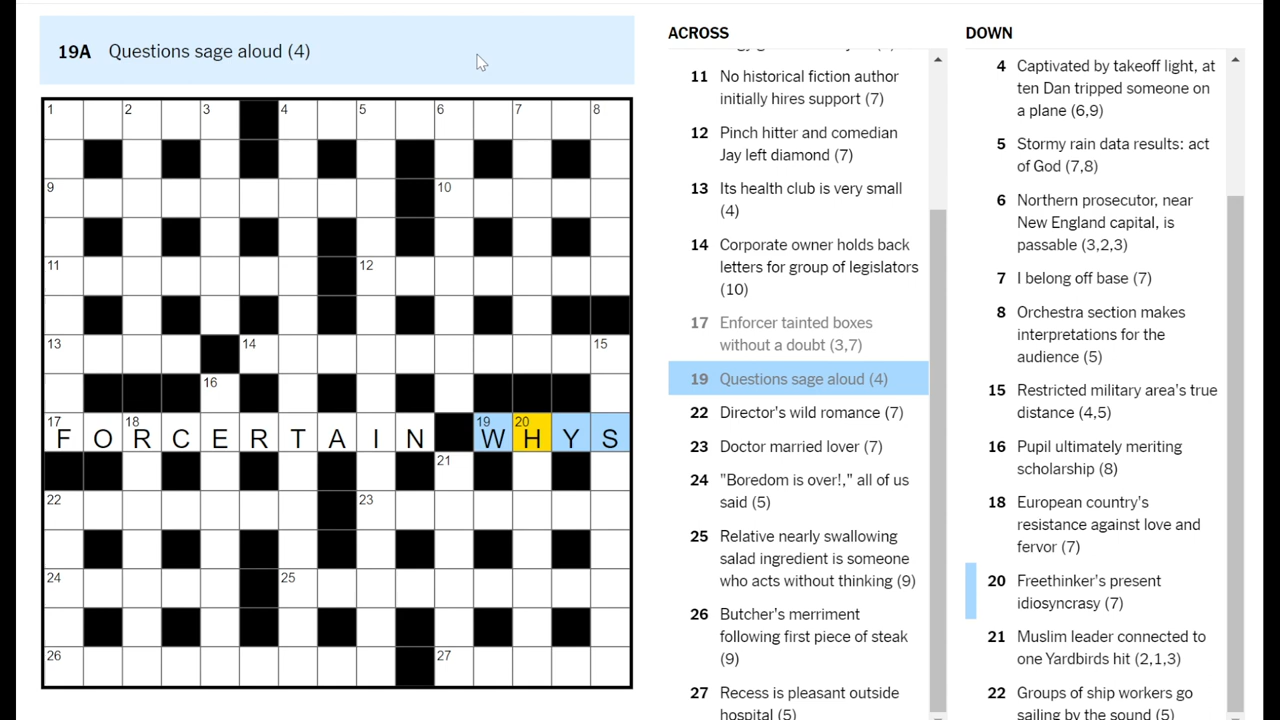 19A Questions sage aloud (4)
1 2 3 4 5 6 7 8
9 10
11 12
13 14 15
16
17 18 19 20
F O R C E R T A I N W H Y S
21
22 23
24 25
26 27
ACROSS
11 No historical fiction author
initially hires support (7)
12 Pinch hitter and comedian
Jay left diamond (7)
13 Its health club is very small
(4)
14 Corporate owner holds back
letters for group of legislators
(10)
17 Enforcer tainted boxes
without a doubt (3,7)
19 Questions sage aloud (4)
22 Director's wild romance (7)
23 Doctor married lover (7)
24 "Boredom is over!," all of us
said (5)
25 Relative nearly swallowing
salad ingredient is someone
who acts without thinking (9)
26 Butcher's merriment
following first piece of steak
(9)
27 Recess is pleasant outside
hospital (5)
DOWN
4 Captivated by takeoff light, at
ten Dan tripped someone on
a plane (6,9)
5 Stormy rain data results: act
of God (7,8)
6 Northern prosecutor, near
New England capital, is
passable (3,2,3)
7 I belong off base (7)
8 Orchestra section makes
interpretations for the
audience (5)
15 Restricted military area's true
distance (4,5)
16 Pupil ultimately meriting
scholarship (8)
18 European country's
resistance against love and
fervor (7)
20 Freethinker's present
idiosyncrasy (7)
21 Muslim leader connected to
one Yardbirds hit (2,1,3)
22 Groups of ship workers go
sailing by the sound (5)